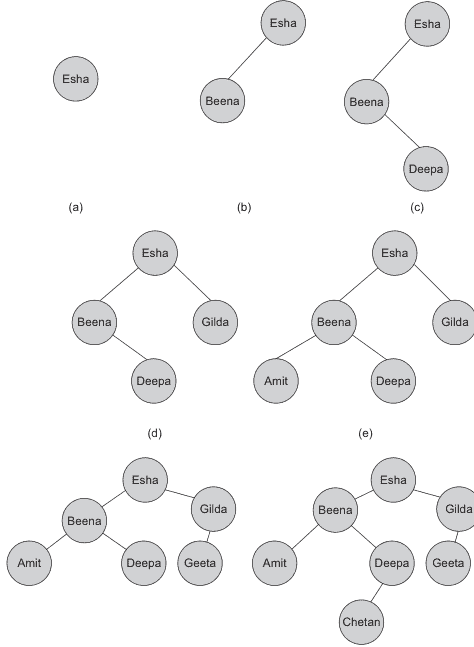 Esha Esha
Esha
Beena Beena
Deepa
(a) (b) (c)
Esha Esha
Beena Gilda Beena Gilda
Deepa Amit Deepa
(d) (e)
Esha Esha
Beena Gilda Beena Gilda
Amit Deepa Geeta Amit Deepa Geeta
Chetan